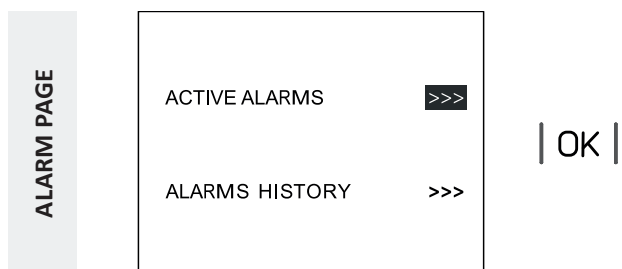 ALARM PAGE
ACTIVE ALARMS >>>
ALARMS HISTORY >>>
| OK |